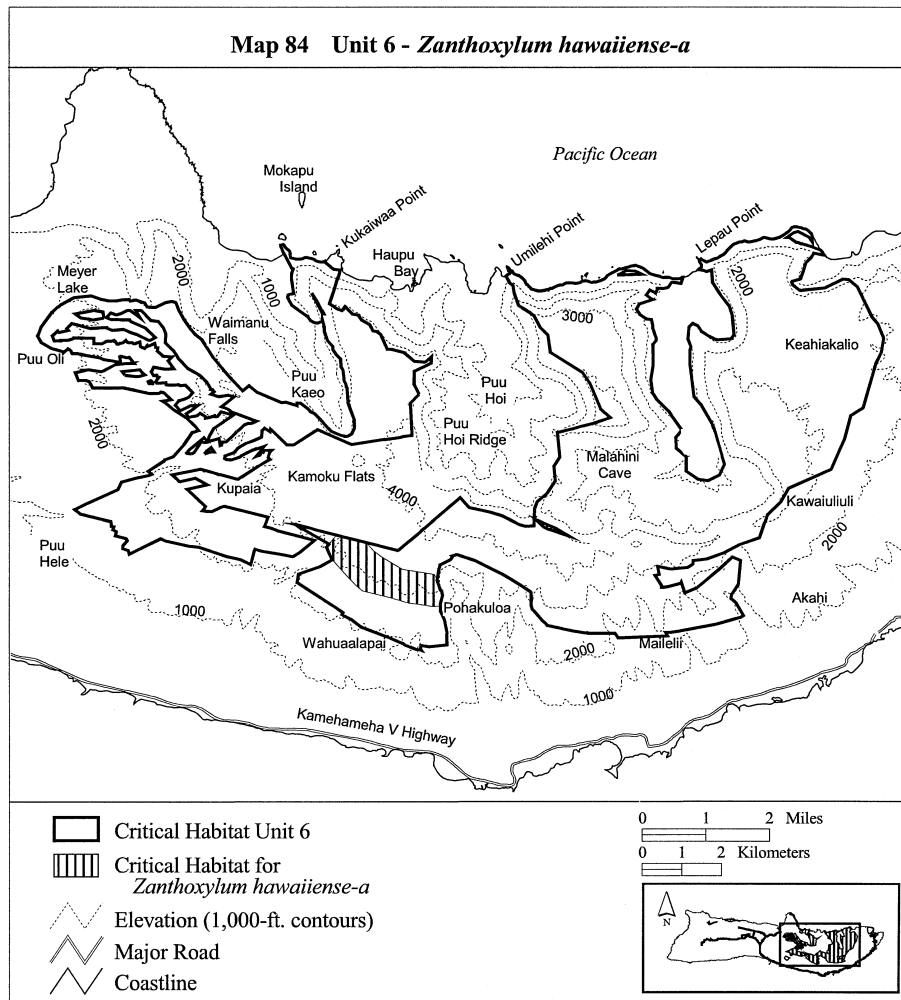 Map 84 Unit 6 - Zanthoxylum hawaiiense-a
Pacific Ocean
Mokapu
Island
Kukaiwaa Point
Haupu
Bay
Umilehi Point
Lepau Point
Meyer
Lake
2000
1000
2000
3000
Waimanu
Falls
Keahiakalio
Puu Oli
Puu
Kaeo
Puu
Hoi
Puu
Hoi Ridge
2000
Malahini
Cave
Kamoku Flats
Kupaia
4000
Kawaiuliuli
2000
Puu
Hele
1000
Akahi
Pohakuloa
Wahuaalapai
Mailelii
2000
1000
Kamehameha V Highway
Critical Habitat Unit 6
Critical Habitat for
Zanthoxylum hawaiiense-a
Elevation (1,000-ft. contours)
Major Road
Coastline
0 1 2 Miles
0 1 2 Kilometers
N